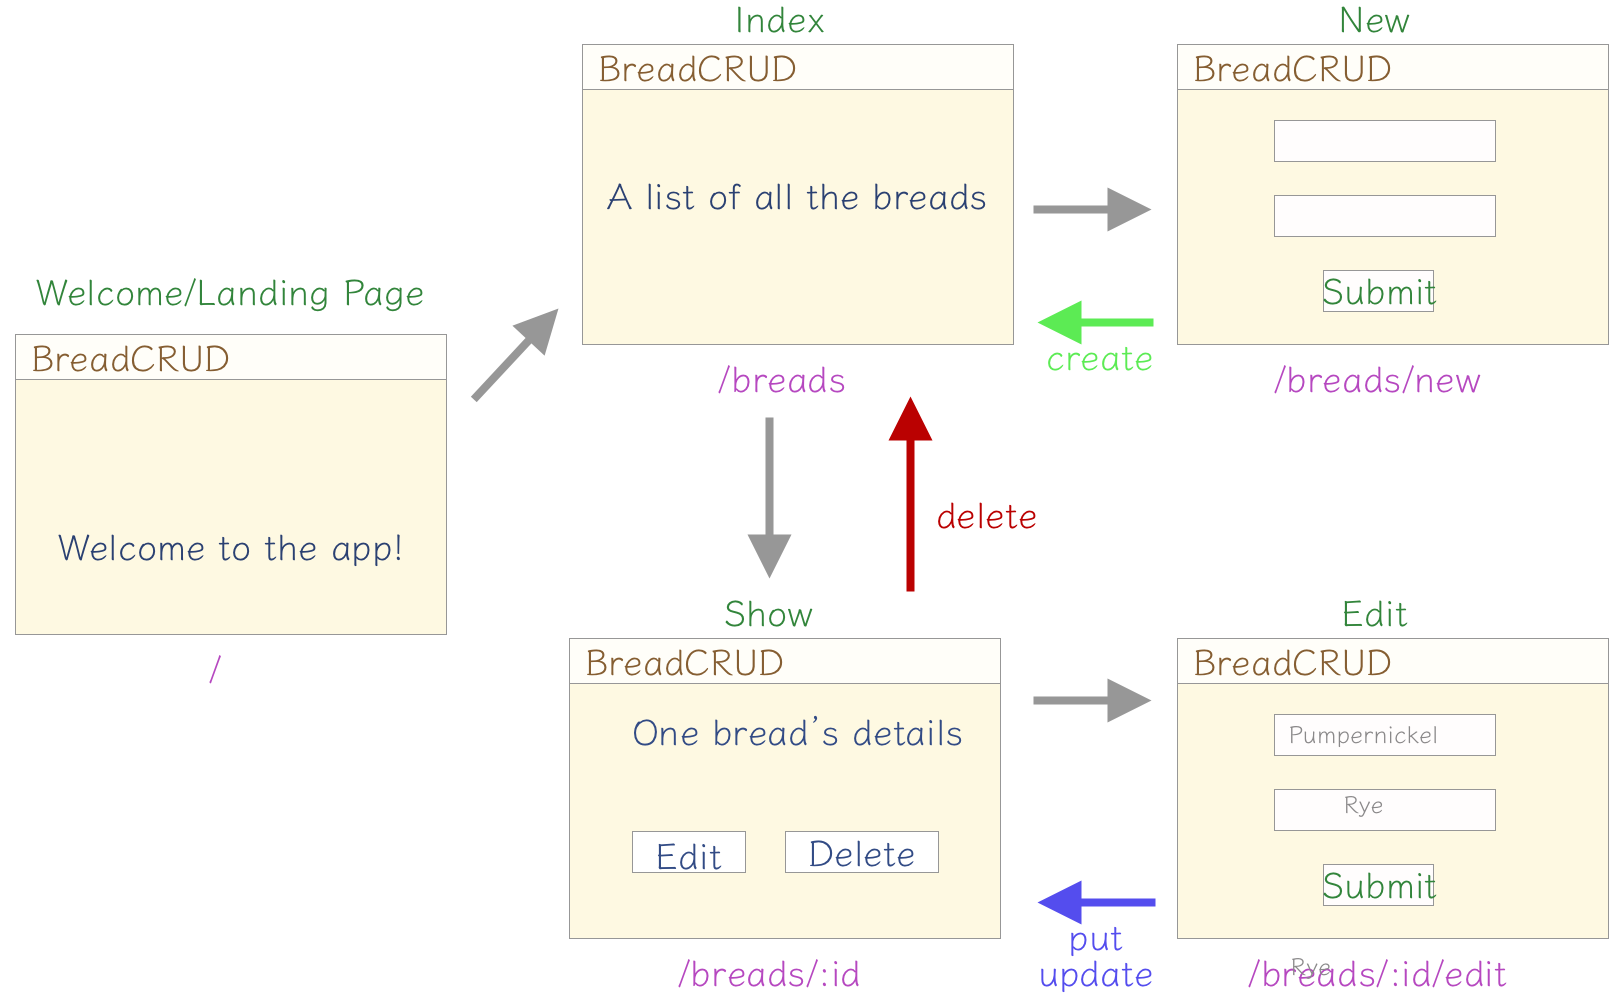 Index
BreadCRUD
A list of all the breads
/breads
New
BreadCRUD
Submit
/breads/new
create
Welcome/Landing Page
BreadCRUD
Welcome to the app!
/
delete
Show
BreadCRUD
One bread's details
Edit
Delete
/breads/:id
Edit
BreadCRUD
Pumpernickel
Rye
Submit
put
update
/breads/:id/edit
Rye